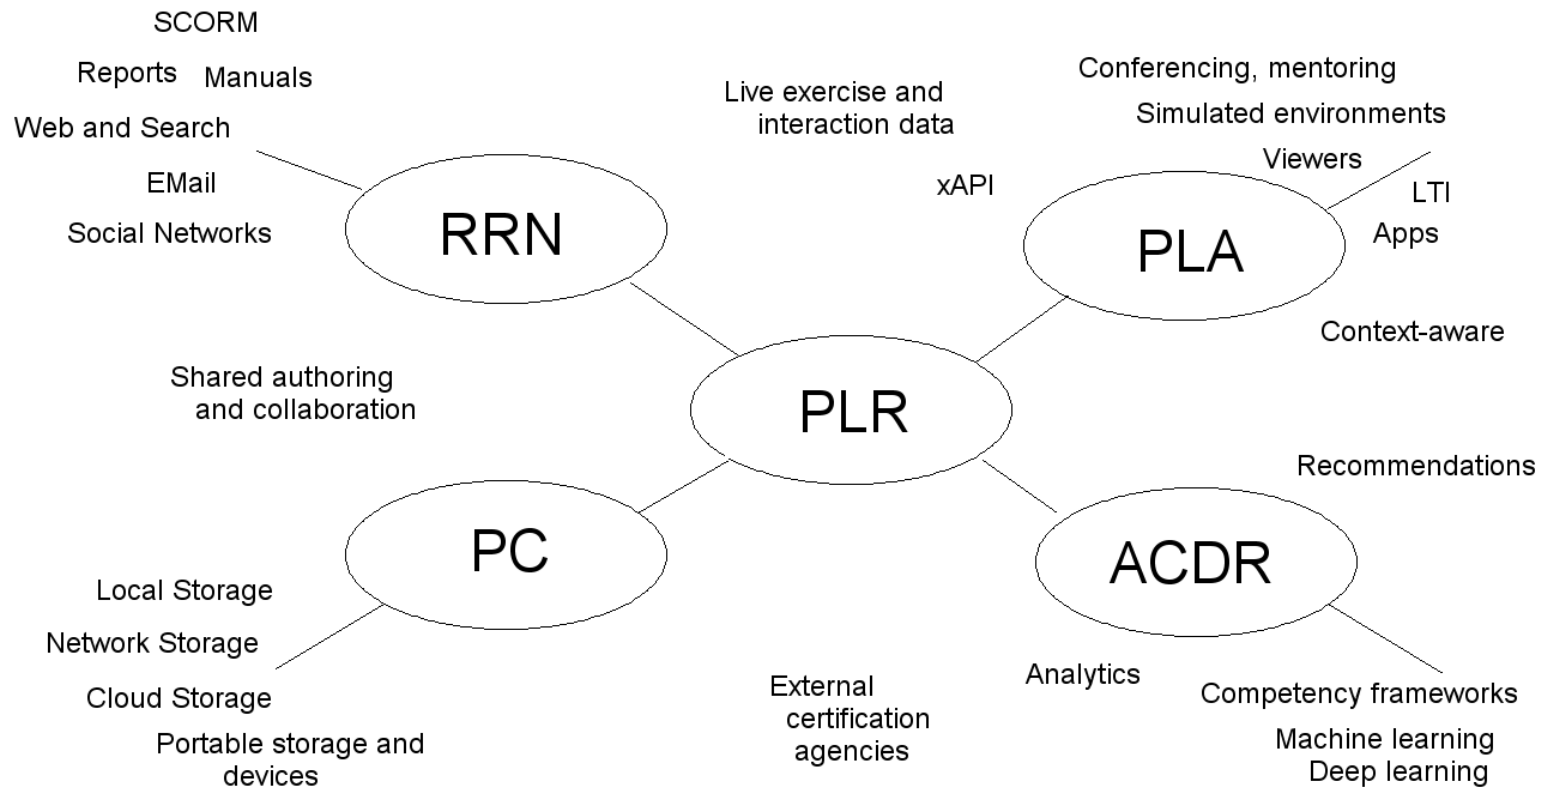 SCORM
Reports
Manuals
Web and Search
EMail
Social Networks
RRN
Live exercise and
interaction data
xAPI
Conferencing, mentoring
Simulated environments
Viewers
LTI
Apps
PLA
Context-aware
Shared authoring
and collaboration
PLR
Recommendations
PC
ACDR
Local Storage
Network Storage
Cloud Storage
Portable storage and
devices
External
certification
agencies
Analytics
Competency frameworks
Machine learning
Deep learning